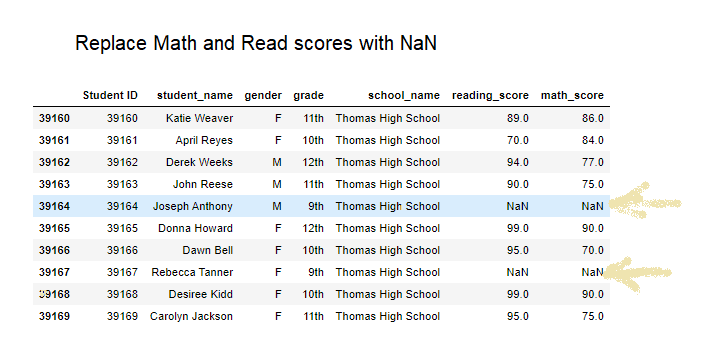 Replace Math and Read scores with NaN
Student ID student_name gender grade school_name reading_score math_score
39160 39160 Katie Weaver F 11th Thomas High School 89.0 86.0
39161 39161 April Reyes F 10th Thomas High School 70.0 84.0
39162 39162 Derek Weeks M 12th Thomas High School 94.0 77.0
39163 39163 John Reese M 11th Thomas High School 90.0 75.0
39164 39164 Joseph Anthony M 9th Thomas High School NaN NaN
39165 39165 Donna Howard F 12th Thomas High School 99.0 90.0
39166 39166 Dawn Bell F 10th Thomas High School 95.0 70.0
39167 39167 Rebecca Tanner F 9th Thomas High School NaN NaN
39168 39168 Desiree Kidd F 10th Thomas High School 99.0 90.0
39169 39169 Carolyn Jackson F 11th Thomas High School 95.0 75.0